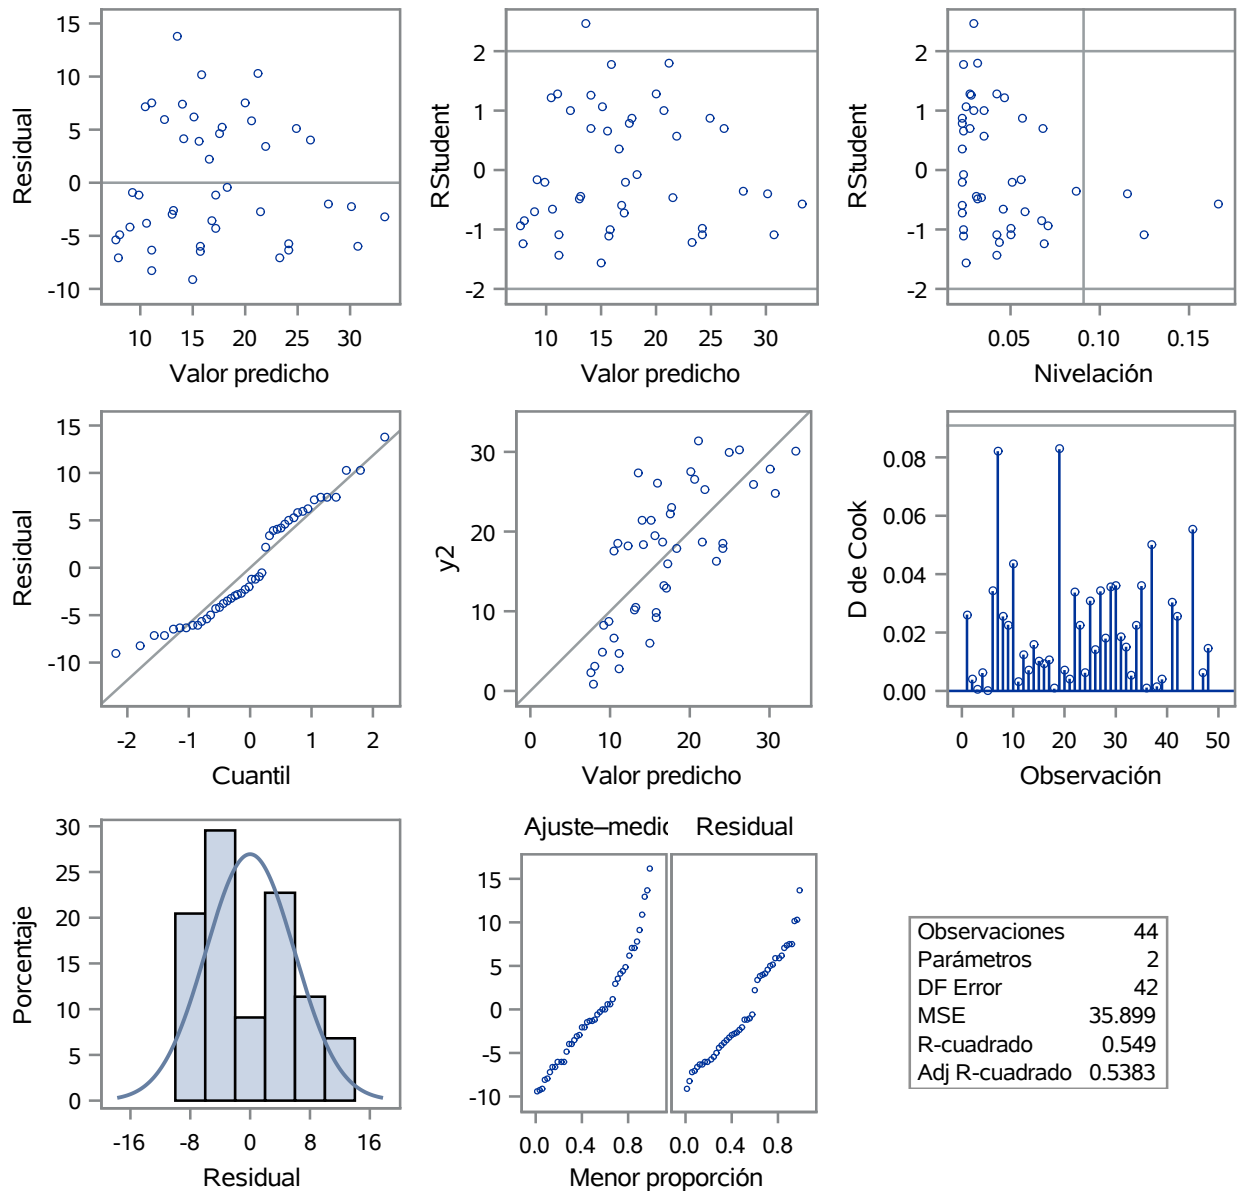 Residual
15
10
5
0
-5
-10
10 15 20 25 30
Valor predicho
RStudent
2
1
0
-1
-2
10 15 20 25 30
Valor predicho
RStudent
2
1
0
-1
-2
0.05 0.10 0.15
Nivelación
Residual
15
10
5
0
-5
-10
-2 -1 0 1 2
Cuantil
y2
30
20
10
0
0 10 20 30
Valor predicho
D de Cook
0.08
0.06
0.04
0.02
0.00
0 10 20 30 40 50
Observación
Porcentaje
30
25
20
15
10
5
0
-16 -8 0 8 16
Residual
Ajuste–medic Residual
15
10
5
0
-5
-10
0.0 0.4 0.8 0.0 0.4 0.8
Menor proporción
Observaciones 44
Parámetros 2
DF Error 42
MSE 35.899
R-cuadrado 0.549
Adj R-cuadrado 0.5383